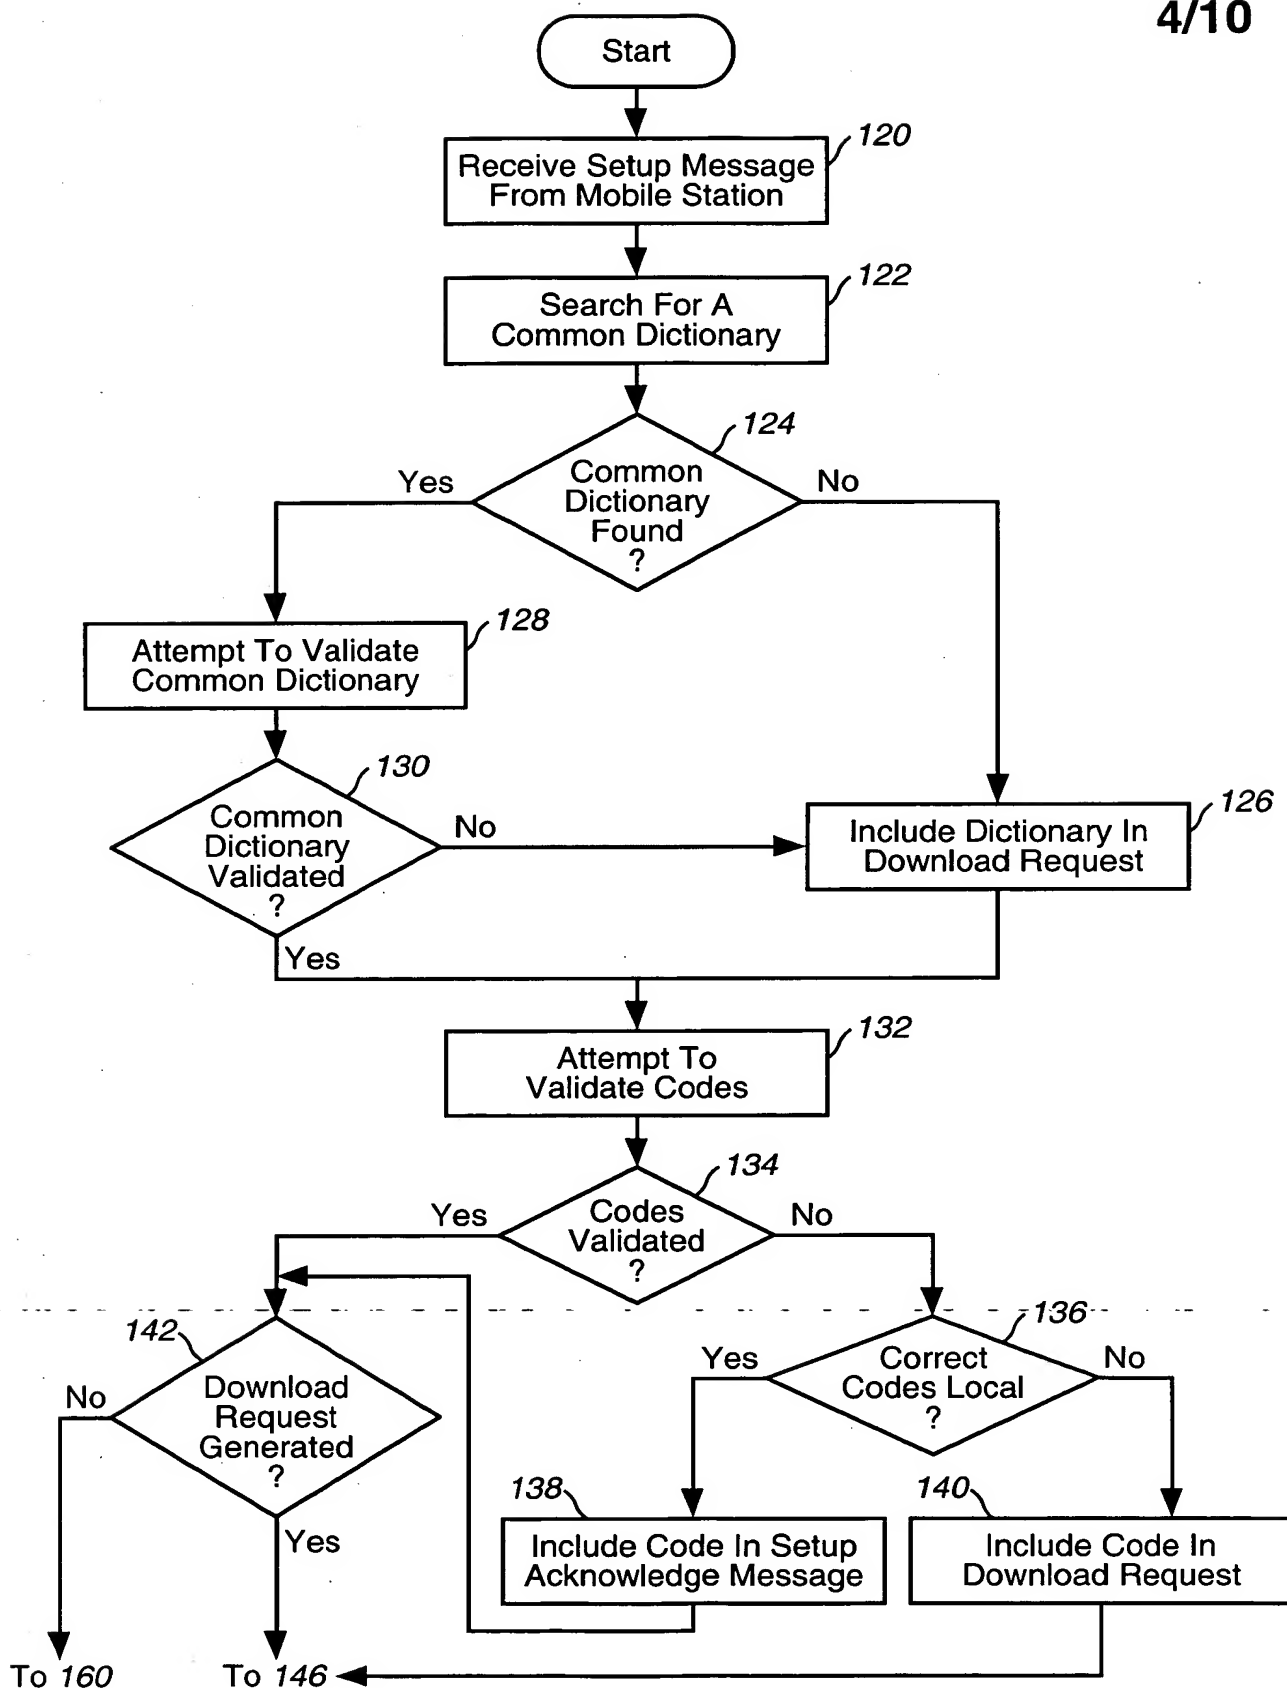 4/10
Start
120
Receive Setup Message
From Mobile Station
122
Search For A
Common Dictionary
124
Common
Dictionary
Found
?
Yes
No
128
Attempt To Validate
Common Dictionary
130
Common
Dictionary
Validated
?
No
Yes
126
Include Dictionary In
Download Request
132
Attempt To
Validate Codes
134
Codes
Validated
?
Yes
No
142
Download
Request
Generated
?
No
Yes
136
Correct
Codes Local
?
Yes
No
138
Include Code In Setup
Acknowledge Message
140
Include Code In
Download Request
To 160
To 146